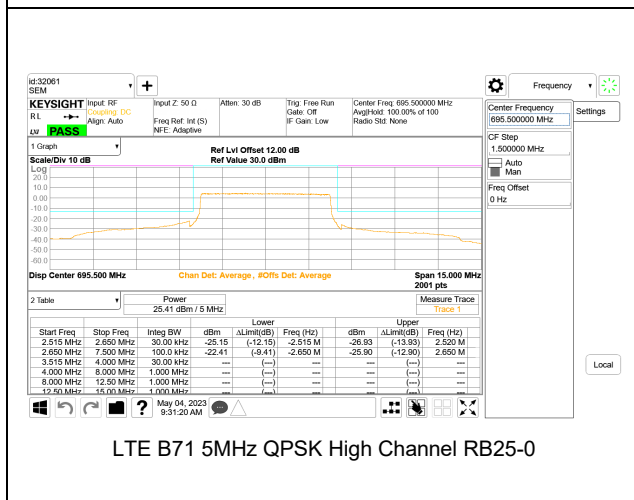 id:32061
SEM
Frequency
KEYSIGHT Input: RF Input Z: 50 Ω Atten: 30 dB Trig: Free Run Center Freq: 695.500000 MHz
RL Coupling: DC Gate: Off Avg|Hold: 100.00% of 100
Align: Auto Freq Ref: Int (S) IF Gain: Low Radio Std: None
LXI PASS NFE: Adaptive
Center Frequency
695.500000 MHz
Settings
CF Step
1.500000 MHz
Auto
Man
Freq Offset
0 Hz
1 Graph
Ref Lvl Offset 12.00 dB
Scale/Div 10 dB Ref Value 30.0 dBm
Log
20.0
10.0
0.00
-10.0
-20.0
-30.0
-40.0
-50.0
-60.0
Disp Center 695.500 MHz Chan Det: Average, #Offs Det: Average Span 15.000 MHz
2001 pts
2 Table Power Measure Trace
25.41 dBm / 5 MHz Trace 1
Lower Upper
Start Freq Stop Freq Integ BW dBm ΔLimit(dB) Freq (Hz) dBm ΔLimit(dB) Freq (Hz)
2.515 MHz 2.650 MHz 30.00 kHz -25.15 (-12.15) -2.515 M -26.93 (-13.93) 2.520 M
2.650 MHz 7.500 MHz 100.0 kHz -22.41 (-9.41) -2.650 M -25.90 (-12.90) 2.650 M
3.515 MHz 4.000 MHz 30.00 kHz --- (---) --- --- (---) ---
4.000 MHz 8.000 MHz 1.000 MHz --- (---) --- --- (---) ---
8.000 MHz 12.50 MHz 1.000 MHz --- (---) --- --- (---) ---
12.50 MHz 15.00 MHz 1.000 MHz --- (---) --- --- (---) ---
Local
? May 04, 2023
9:31:20 AM
LTE B71 5MHz QPSK High Channel RB25-0